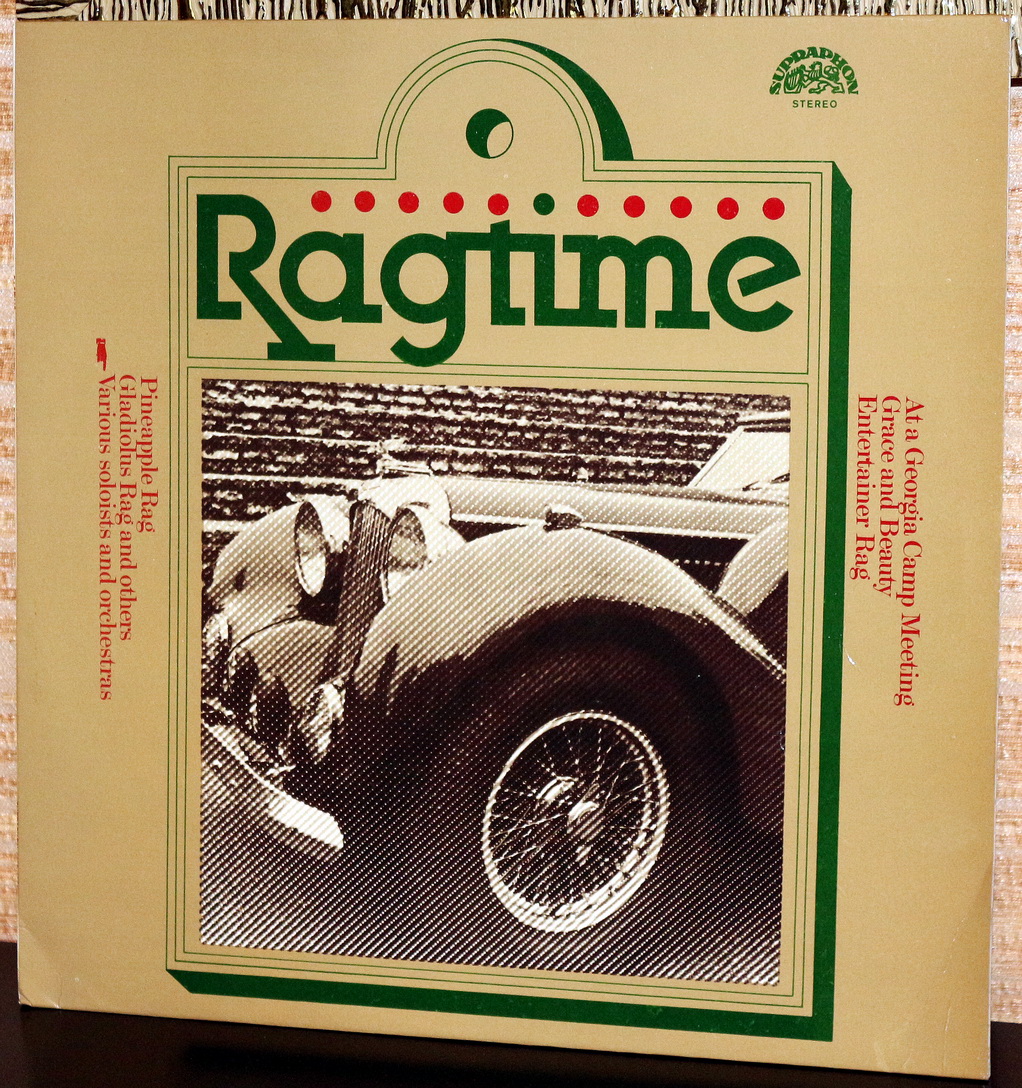 SUPRAPHON
STEREO
Ragtime
Pineapple Rag
Gladiolus Rag and others
Various soloists and orchestras
At a Georgia Camp Meeting
Grace and Beauty
Entertainer Rag